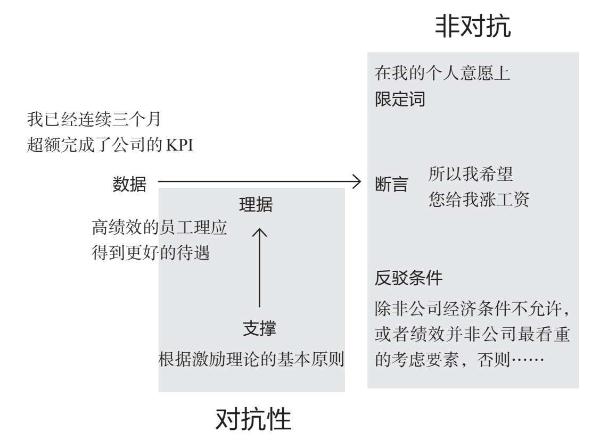 非对抗
在我的个人意愿上
限定词
我已经连续三个月
超额完成了公司的KPI
数据
断言
所以我希望
您给我涨工资
理据
高绩效的员工理应
得到更好的待遇
反驳条件
除非公司经济条件不允许，
或者绩效并非公司最看重
的考虑要素，否则……
支撑
根据激励理论的基本原则
对抗性